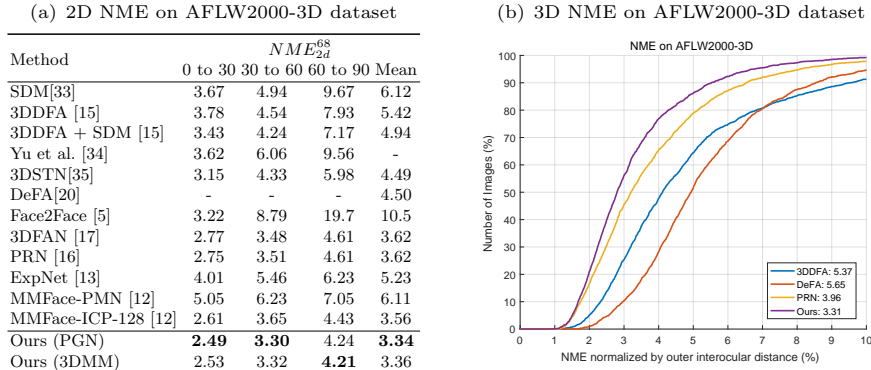 (a) 2D NME on AFLW2000-3D dataset
Method NME_{2d}^{68}
0 to 30 30 to 60 60 to 90 Mean
SDM[33] 3.67 4.94 9.67 6.12
3DDFA [15] 3.78 4.54 7.93 5.42
3DDFA + SDM [15] 3.43 4.24 7.17 4.94
Yu et al. [34] 3.62 6.06 9.56 -
3DSTN[35] 3.15 4.33 5.98 4.49
DeFA[20] - - - 4.50
Face2Face [5] 3.22 8.79 19.7 10.5
3DFAN [17] 2.77 3.48 4.61 3.62
PRN [16] 2.75 3.51 4.61 3.62
ExpNet [13] 4.01 5.46 6.23 5.23
MMFace-PMN [12] 5.05 6.23 7.05 6.11
MMFace-ICP-128 [12] 2.61 3.65 4.43 3.56
Ours (PGN) 2.49 3.30 4.24 3.34
Ours (3DMM) 2.53 3.32 4.21 3.36
(b) 3D NME on AFLW2000-3D dataset
NME on AFLW2000-3D
Number of Images (%)
100
90
80
70
60
50
40
30
20
10
0
3DDFA: 5.37
DeFA: 5.65
PRN: 3.96
Ours: 3.31
0 1 2 3 4 5 6 7 8 9 10
NME normalized by outer interocular distance (%)